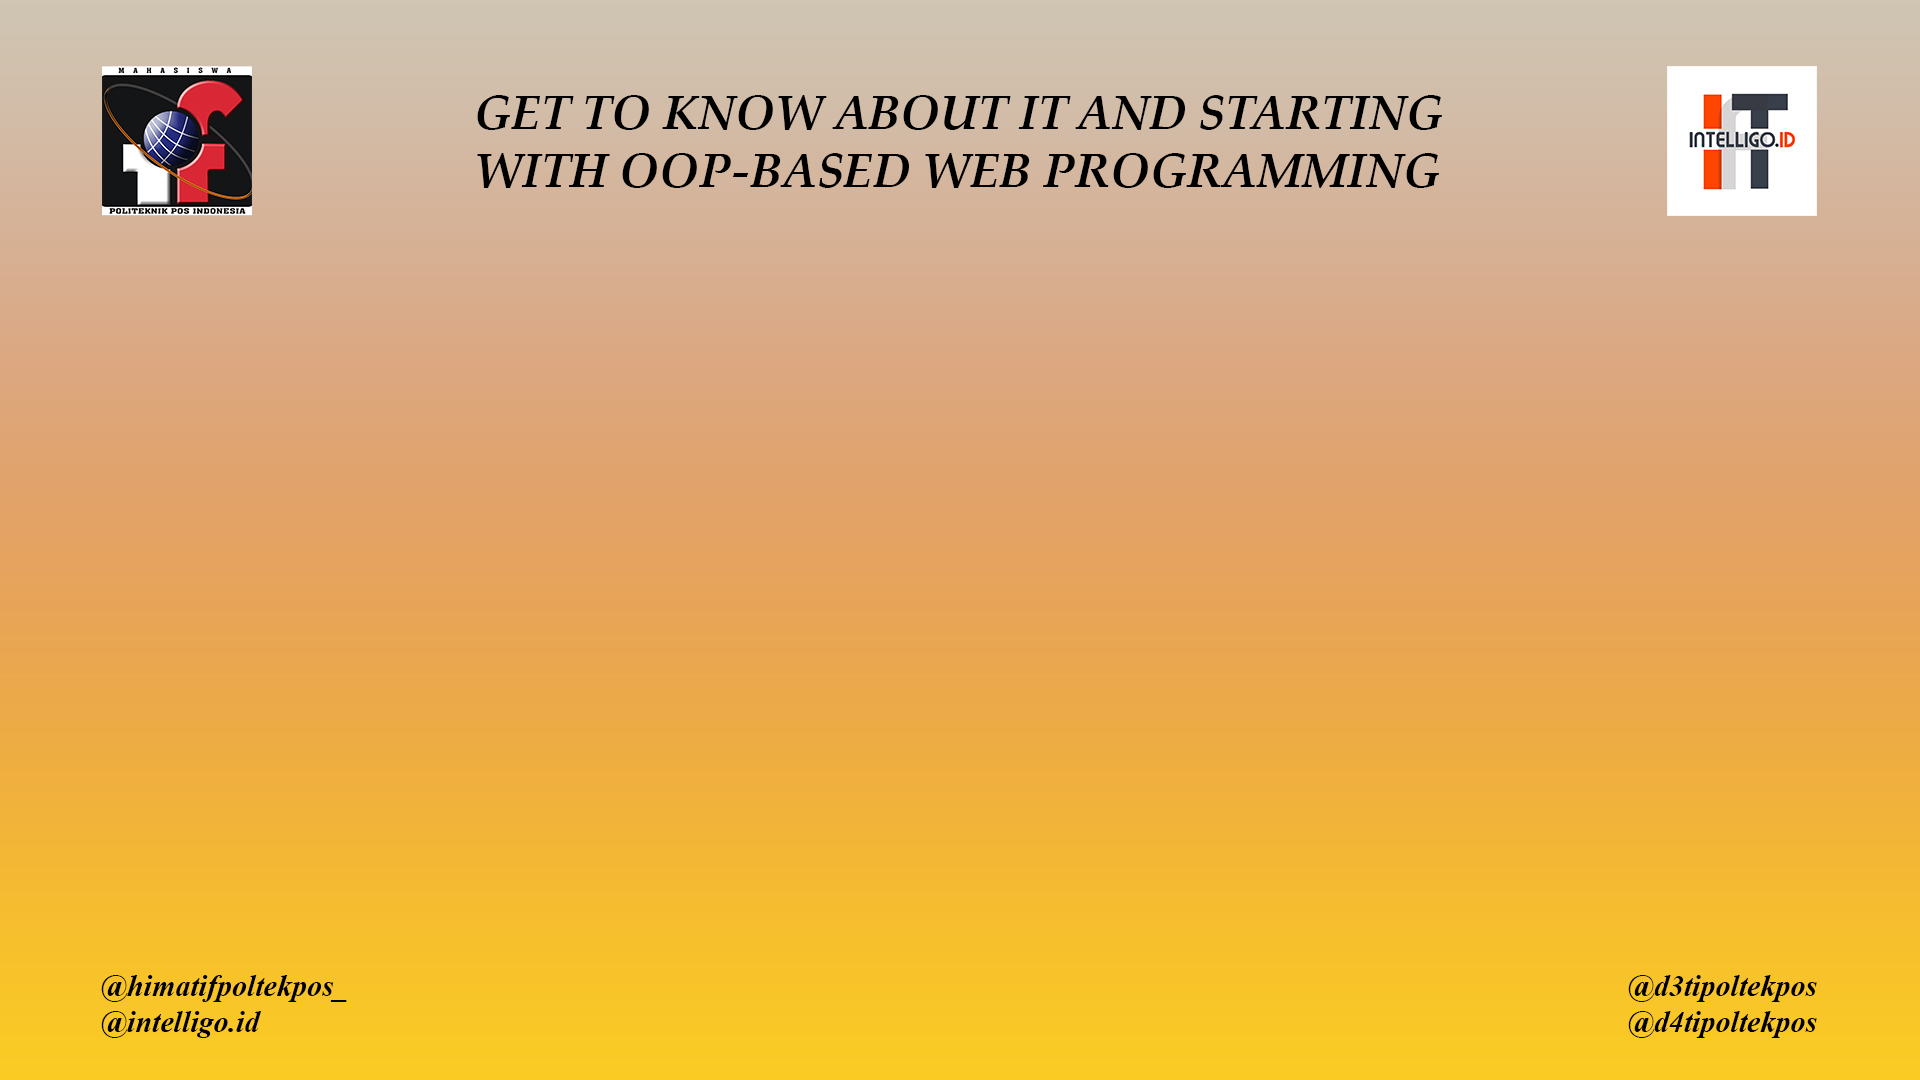 MAHASISWA
POLITEKNIK POS INDONESIA
GET TO KNOW ABOUT IT AND STARTING
WITH OOP-BASED WEB PROGRAMMING
INTELLIGO.ID
@himatifpoltekpos_
@intelligo.id
@d3tipoltekpos
@d4tipoltekpos